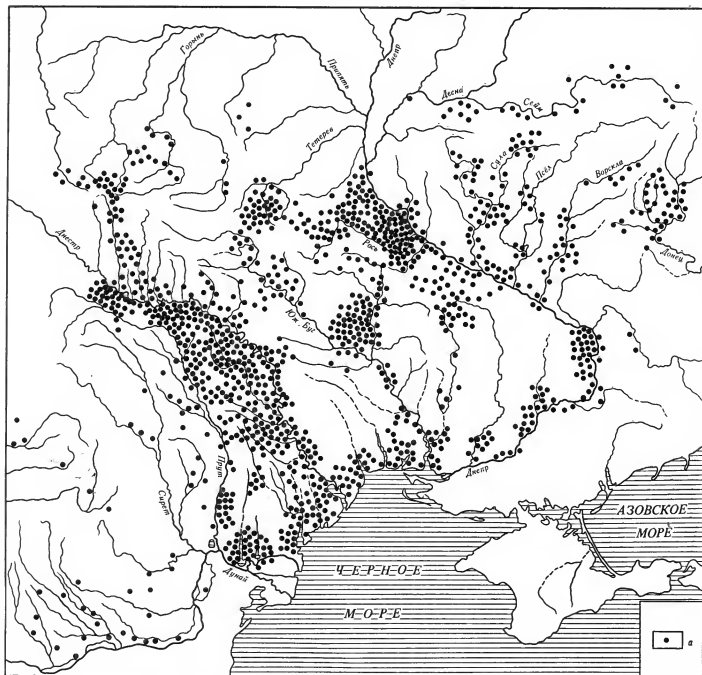 Горынь
Припять
Днепр
Десна
Сейм
Тетерев
Сула
Псёл
Ворскла
Рось
Донец
Днестр
Юж. Буг
Прут
Днепр
Сирет
Дунай
АЗОВСКОЕ
МОРЕ
ЧЕРНОЕ
МОРЕ
а